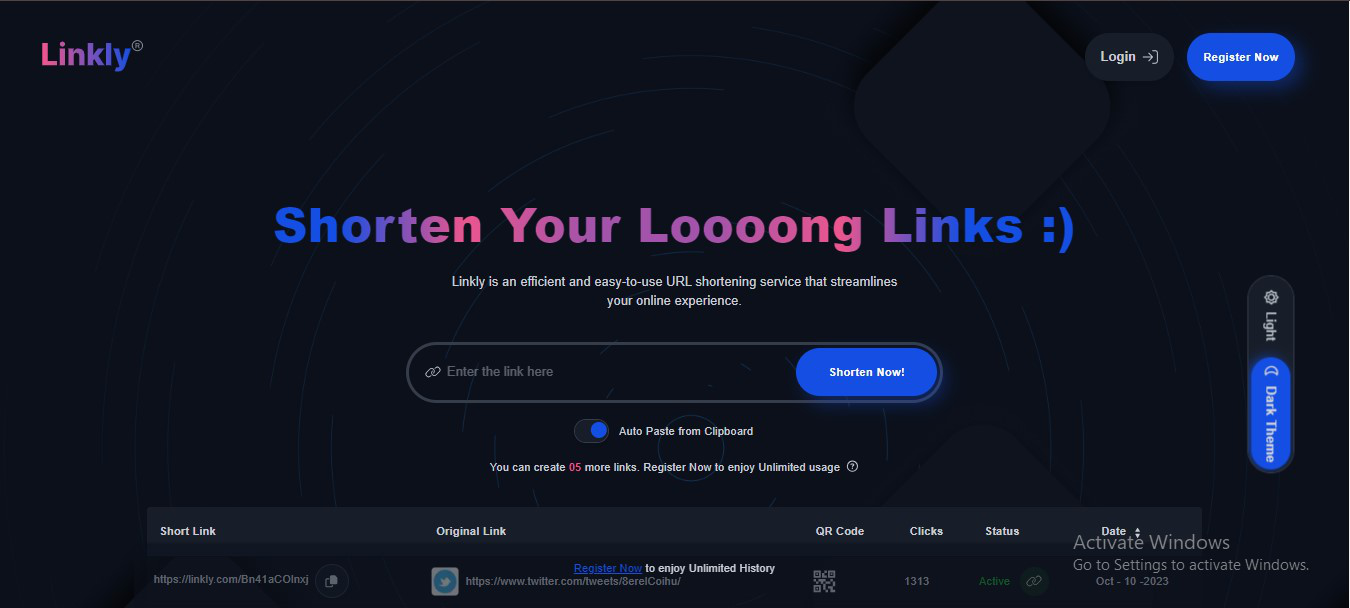 Linkly®
Login
Register Now
Shorten Your Loooong Links :)
Linkly is an efficient and easy-to-use URL shortening service that streamlines
your online experience.
Light
Dark Theme
Enter the link here
Shorten Now!
Auto Paste from Clipboard
You can create 05 more links. Register Now to enjoy Unlimited usage
Short Link Original Link QR Code Clicks Status Date
Activate Windows
Go to Settings to activate Windows.
Register Now to enjoy Unlimited History
https://linkly.com/Bn41aCOlnxj https://www.twitter.com/tweets/8erelCoihu/ 1313 Active Oct - 10 -2023